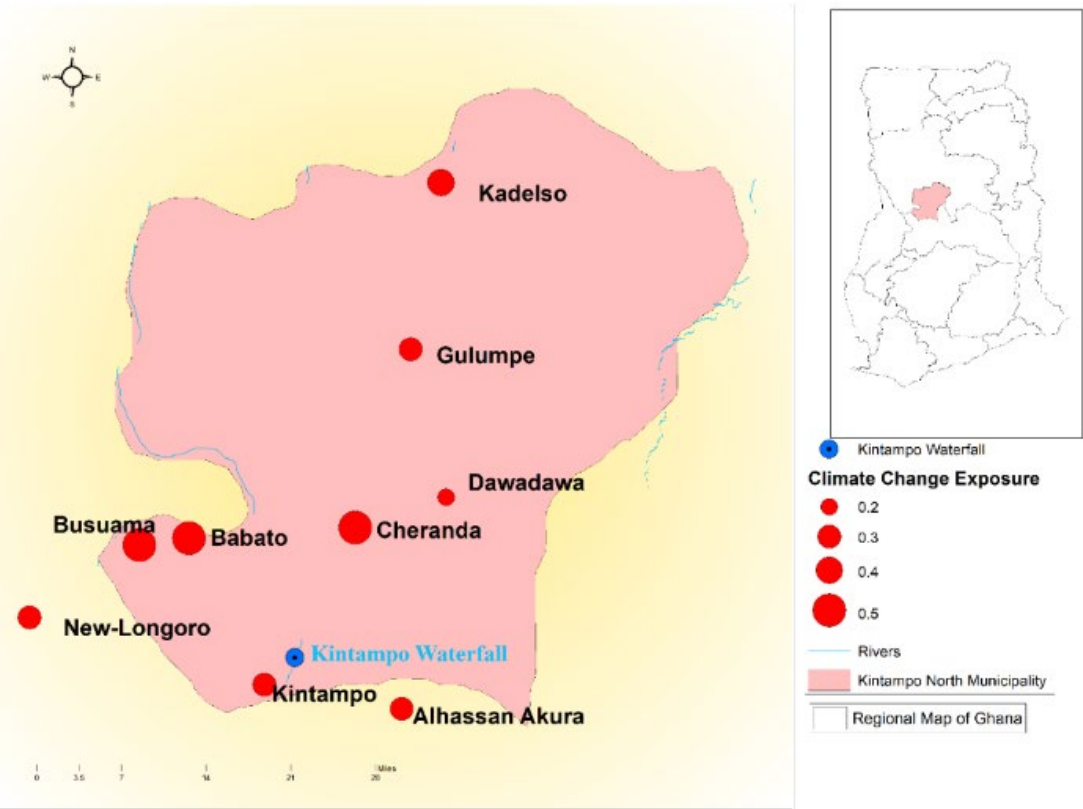 N
W
E
S
Kadelso
Gulumpe
Dawadawa
Cheranda
Busuama
Babato
New-Longoro
Kintampo Waterfall
Kintampo
Alhassan Akura
Miles
0 3.5 7 14 21 28
Kintampo Waterfall
Climate Change Exposure
0.2
0.3
0.4
0.5
Rivers
Kintampo North Municipality
Regional Map of Ghana